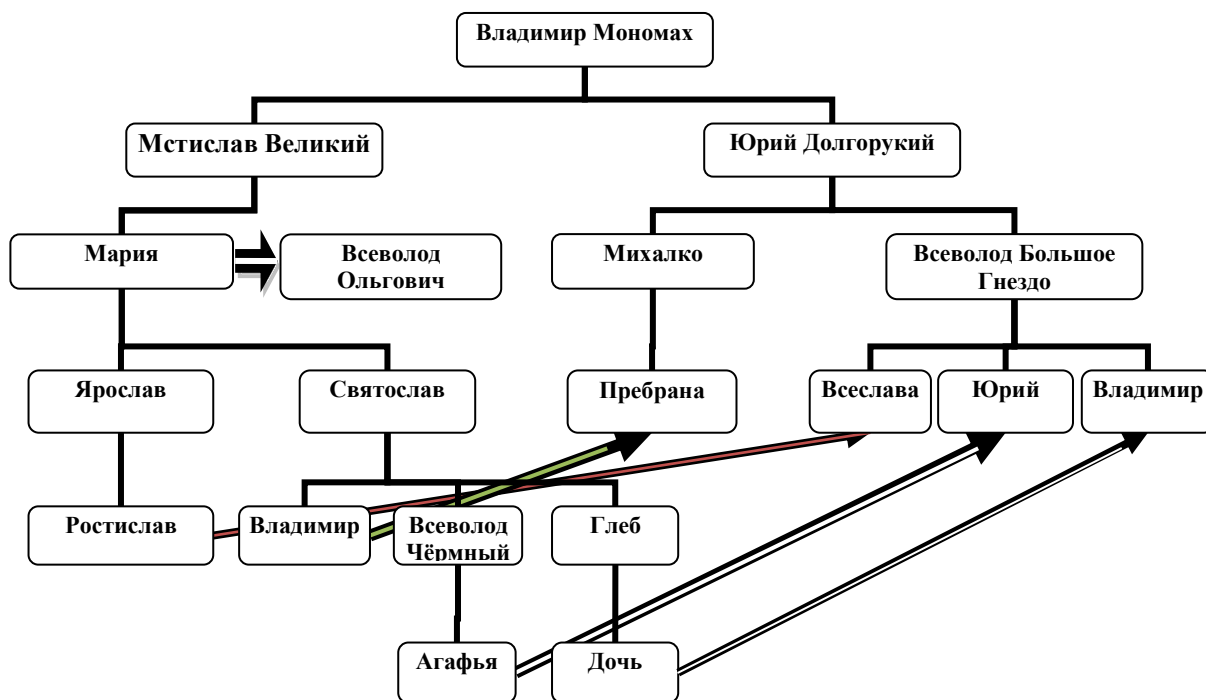 Владимир Мономах
Мстислав Великий
Юрий Долгорукий
Мария
Всеволод
Ольгович
Михалко
Всеволод Большое
Гнездо
Ярослав
Святослав
Пребрана
Всеслава
Юрий
Владимир
Ростислав
Владимир
Всеволод
Чёрмный
Глеб
Агафья
Дочь